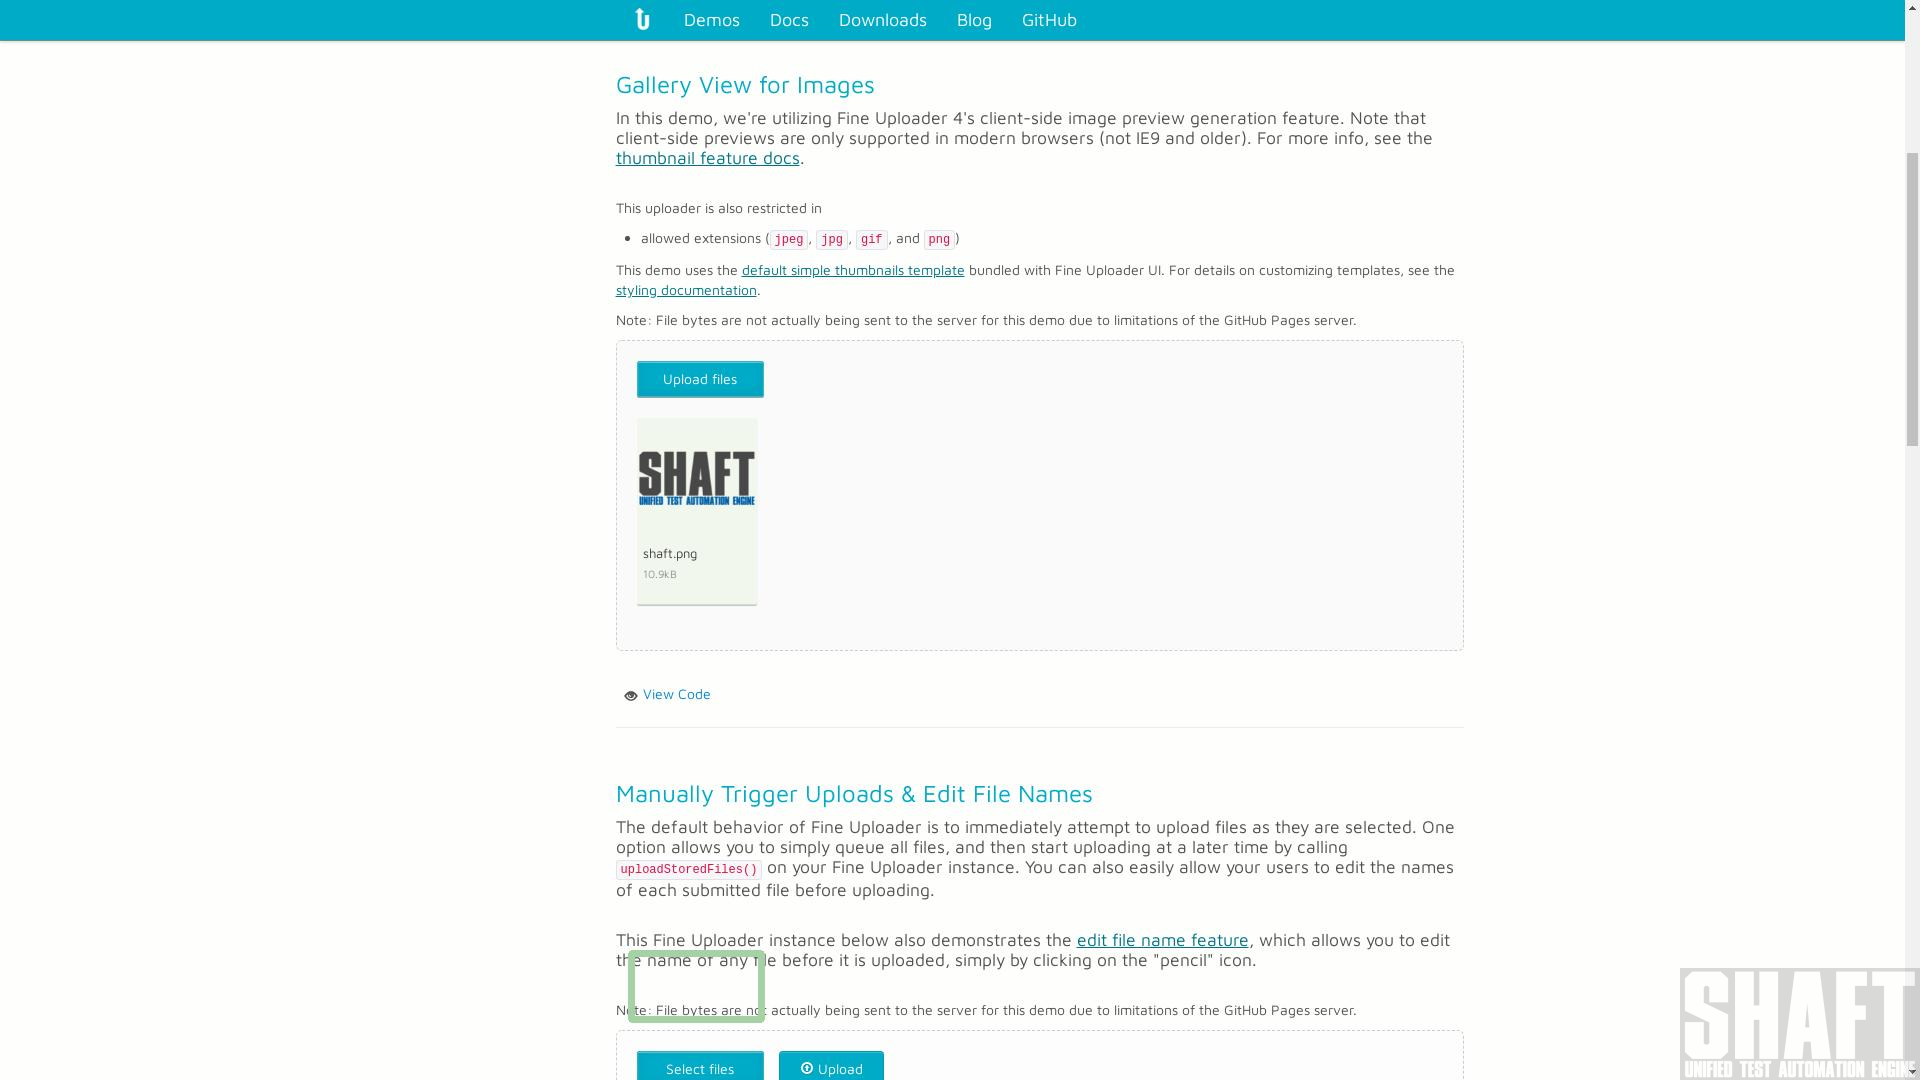 Demos Docs Downloads Blog GitHub
Gallery View for Images
In this demo, we're utilizing Fine Uploader 4's client-side image preview generation feature. Note that
client-side previews are only supported in modern browsers (not IE9 and older). For more info, see the
thumbnail feature docs.
This uploader is also restricted in
• allowed extensions (jpeg, jpg, gif, and png)
This demo uses the default simple thumbnails template bundled with Fine Uploader UI. For details on customizing templates, see the
styling documentation.
Note: File bytes are not actually being sent to the server for this demo due to limitations of the GitHub Pages server.
Upload files
SHAFT
UNIFIED TEST AUTOMATION ENGINE
shaft.png
10.9kB
View Code
Manually Trigger Uploads & Edit File Names
The default behavior of Fine Uploader is to immediately attempt to upload files as they are selected. One
option allows you to simply queue all files, and then start uploading at a later time by calling
uploadStoredFiles() on your Fine Uploader instance. You can also easily allow your users to edit the names
of each submitted file before uploading.
This Fine Uploader instance below also demonstrates the edit file name feature, which allows you to edit
the name of any file before it is uploaded, simply by clicking on the "pencil" icon.
Note: File bytes are not actually being sent to the server for this demo due to limitations of the GitHub Pages server.
Select files Upload
SHAFT
UNIFIED TEST AUTOMATION ENGINE